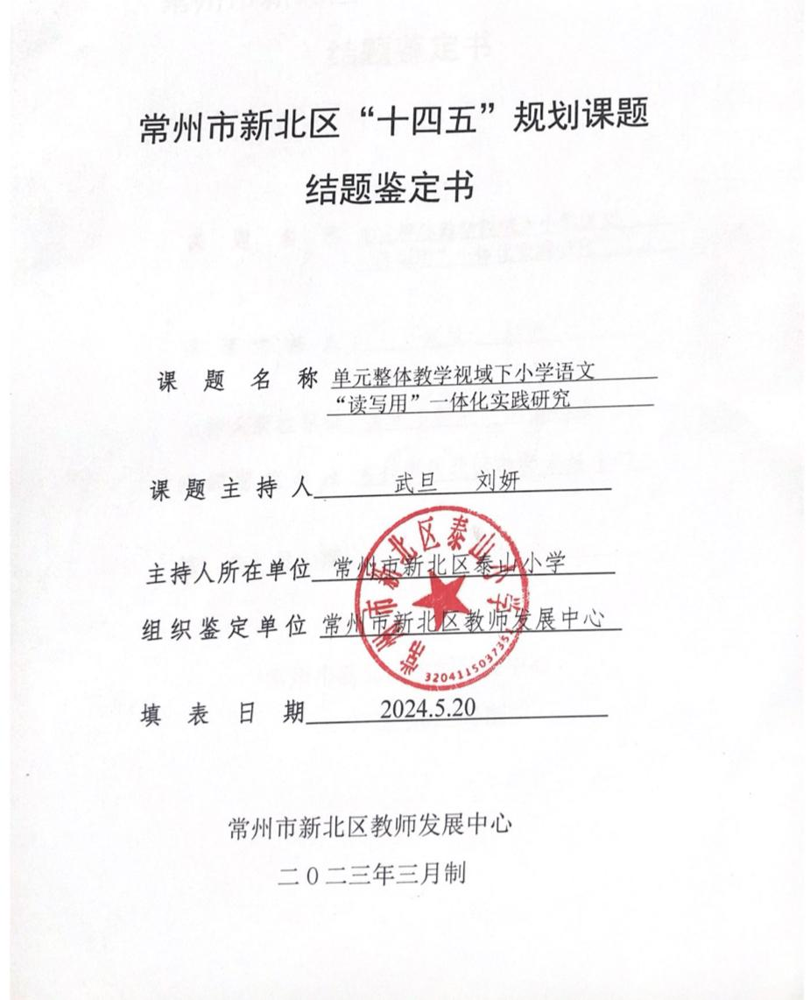 常州市新北区“十四五”规划课题
结题鉴定书
课题名称 单元整体教学视域下小学语文
“读写用”一体化实践研究
课题主持人 武旦 刘妍
主持人所在单位 常州市新北区泰山小学
组织鉴定单位 常州市新北区教师发展中心
常州市新北区泰山小学
3204115037351
填表日期 2024.5.20
常州市新北区教师发展中心
二0二三年三月制